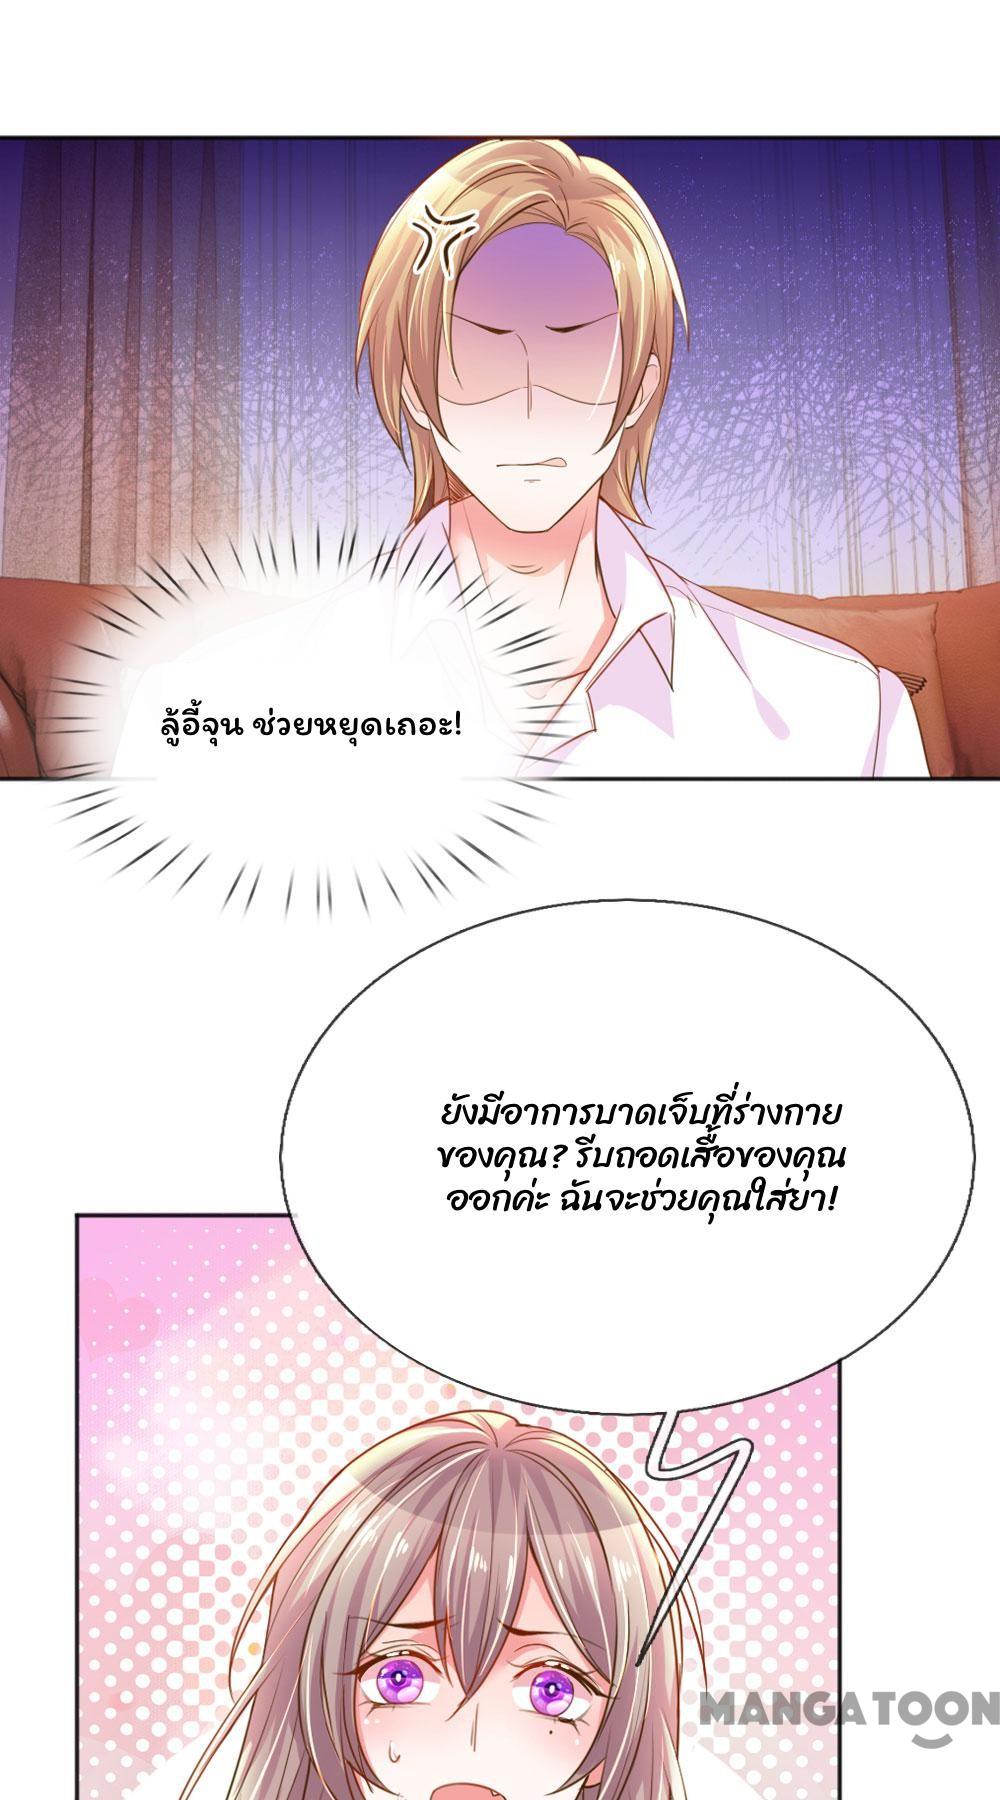 ลู้อี้จุน ช่วยหยุดเถอะ!
ยังมีอาการบาดเจ็บที่ร่างกาย
ของคุณ? รีบถอดเสื้อของคุณ
ออกค่ะ ฉันจะช่วยคุณใส่ยา!
MANGATOON